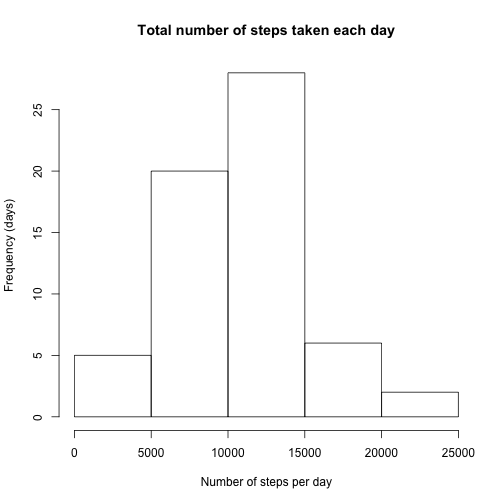 Total number of steps taken each day
Frequency (days)
25
20
15
10
5
0
0 5000 10000 15000 20000 25000
Number of steps per day